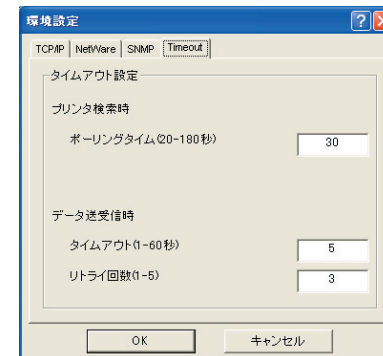 環境設定
TCP/IP NetWare SNMP Timeout
タイムアウト設定
プリンタ検索時
ポーリングタイム(20-180秒) 30
データ送受信時
タイムアウト(1-60秒) 5
リトライ回数(1-5) 3
OK キャンセル